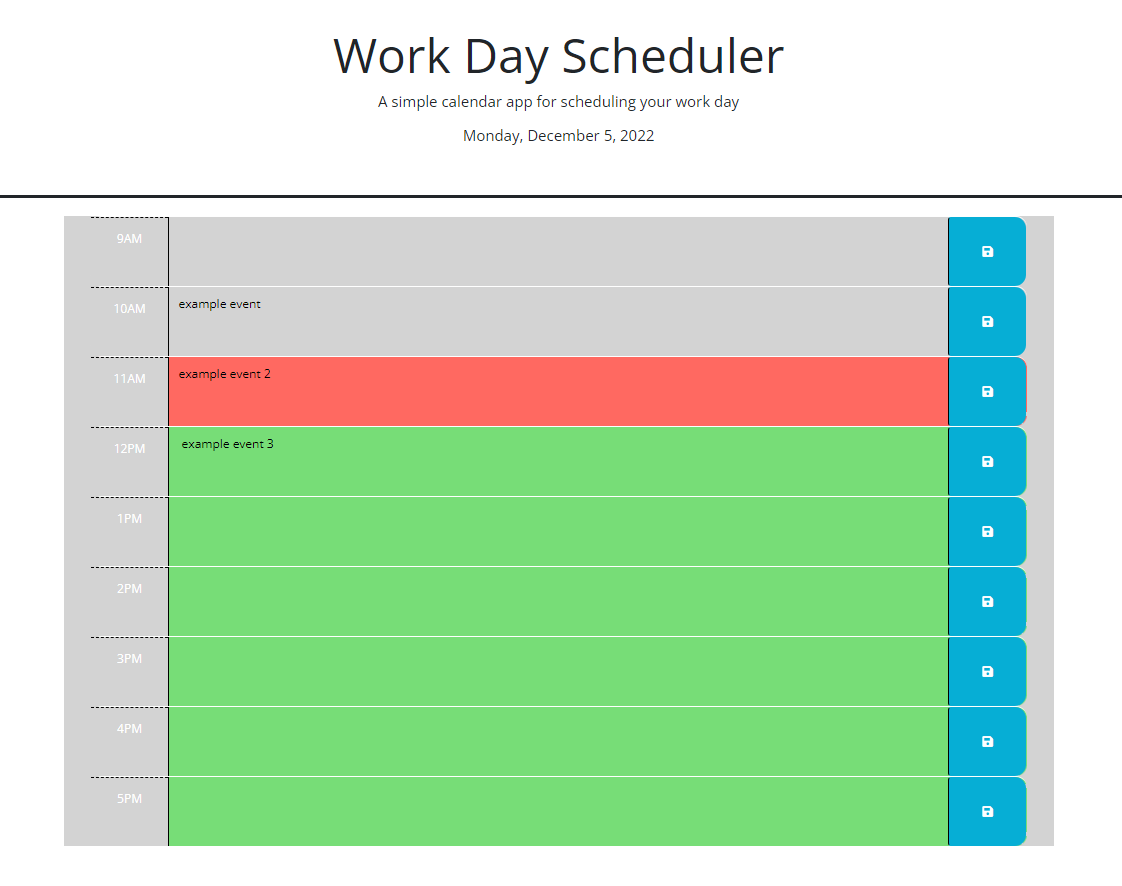 Work Day Scheduler
A simple calendar app for scheduling your work day
Monday, December 5, 2022
9AM
10AM example event
11AM example event 2
12PM example event 3
1PM
2PM
3PM
4PM
5PM